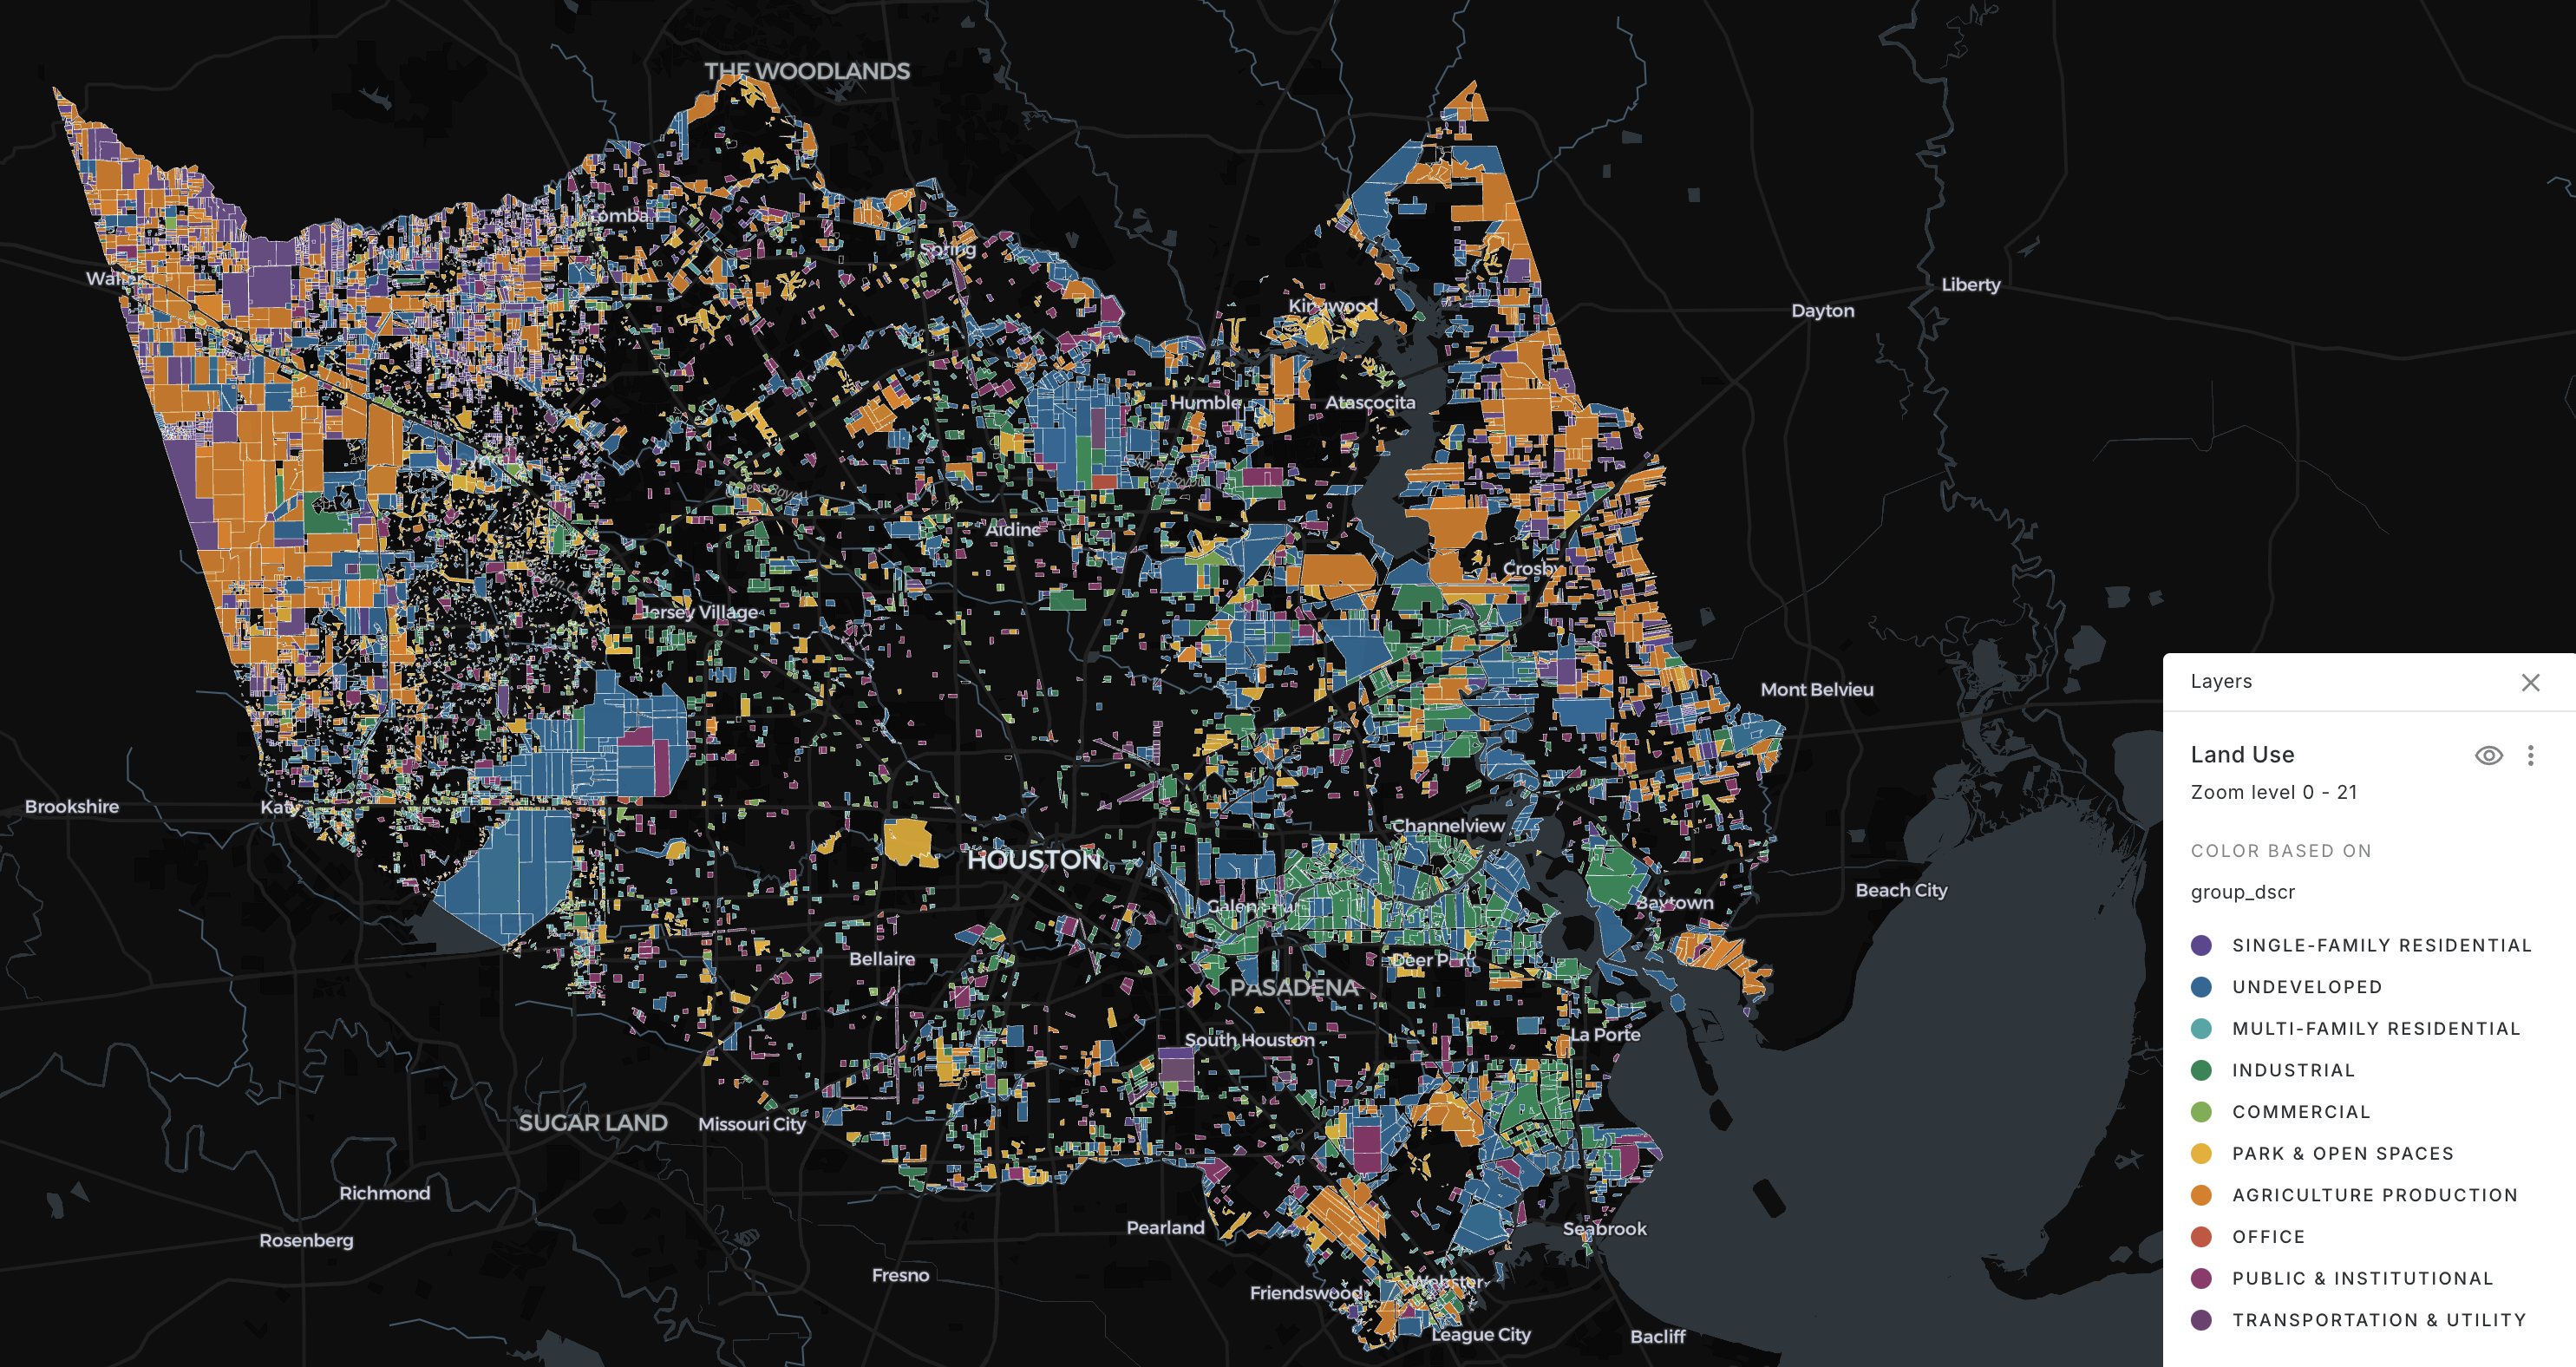 THE WOODLANDS
Tomball
Spring
Waller
Kingwood
Liberty
Dayton
Humble
Atascocita
Aldine
Crosby
Jersey Village
Mont Belvieu
Brookshire
Katy
Channelview
HOUSTON
Beach City
Galena Park
Baytown
Bellaire
Deer Park
PASADENA
La Porte
South Houston
SUGAR LAND
Missouri City
Richmond
Pearland
Seabrook
Rosenberg
Fresno
Webster
Friendswood
League City
Bacliff
Layers
Land Use
Zoom level 0 - 21
COLOR BASED ON
group_dscr
SINGLE-FAMILY RESIDENTIAL
UNDEVELOPED
MULTI-FAMILY RESIDENTIAL
INDUSTRIAL
COMMERCIAL
PARK & OPEN SPACES
AGRICULTURE PRODUCTION
OFFICE
PUBLIC & INSTITUTIONAL
TRANSPORTATION & UTILITY